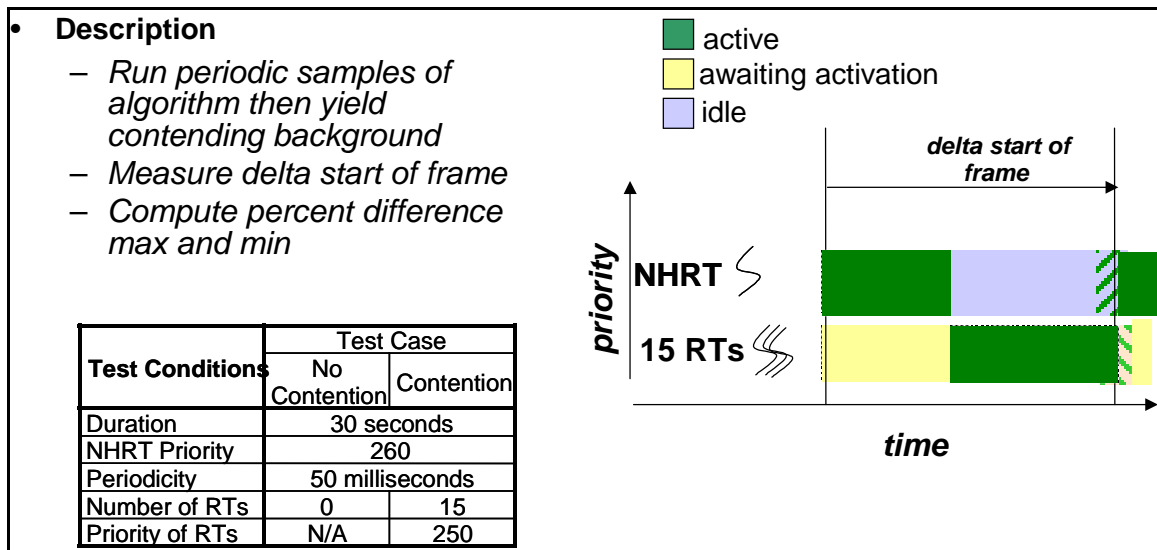 • Description
– Run periodic samples of
algorithm then yield
contending background
– Measure delta start of frame
– Compute percent difference
max and min
Test Conditions
Test Case
No
Contention
Contention
Duration
30 seconds
NHRT Priority
260
Periodicity
50 milliseconds
Number of RTs
0
15
Priority of RTs
N/A
250
active
awaiting activation
idle
delta start of
frame
priority
NHRT
15 RTs
time